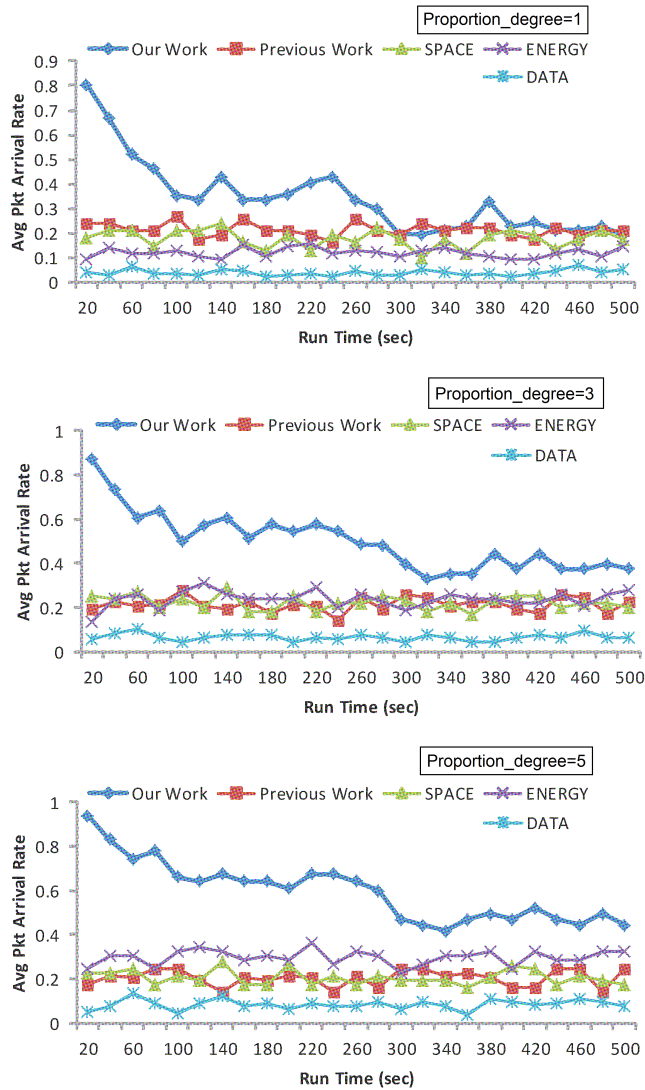 Proportion_degree=1
Our Work Previous Work SPACE ENERGY
DATA
0.9
0.8
0.7
0.6
0.5
0.4
0.3
0.2
0.1
0
Avg Pkt Arrival Rate
20 60 100 140 180 220 260 300 340 380 420 460 500
Run Time (sec)
Proportion_degree=3
Our Work Previous Work SPACE ENERGY
DATA
1
0.8
0.6
0.4
0.2
0
Avg Pkt Arrival Rate
20 60 100 140 180 220 260 300 340 380 420 460 500
Run Time (sec)
Proportion_degree=5
Our Work Previous Work SPACE ENERGY
DATA
1
0.8
0.6
0.4
0.2
0
Avg Pkt Arrival Rate
20 60 100 140 180 220 260 300 340 380 420 460 500
Run Time (sec)